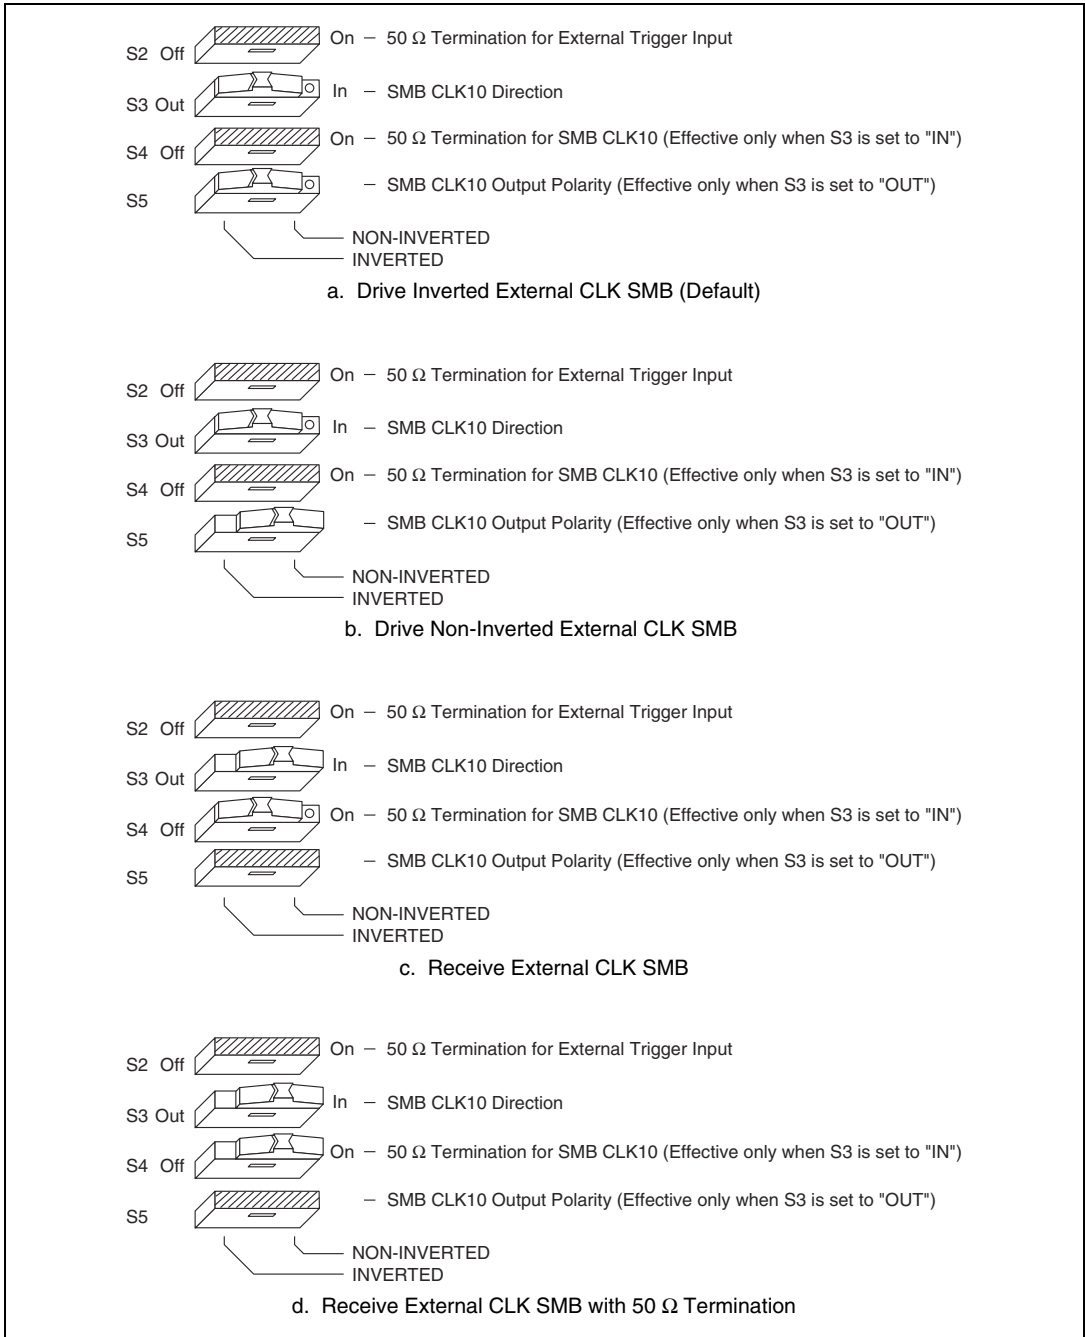 S2 Off On – 50 Ω Termination for External Trigger Input
S3 Out In – SMB CLK10 Direction
S4 Off On – 50 Ω Termination for SMB CLK10 (Effective only when S3 is set to "IN")
S5 – SMB CLK10 Output Polarity (Effective only when S3 is set to "OUT")
NON-INVERTED
INVERTED
a. Drive Inverted External CLK SMB (Default)
S2 Off On – 50 Ω Termination for External Trigger Input
S3 Out In – SMB CLK10 Direction
S4 Off On – 50 Ω Termination for SMB CLK10 (Effective only when S3 is set to "IN")
S5 – SMB CLK10 Output Polarity (Effective only when S3 is set to "OUT")
NON-INVERTED
INVERTED
b. Drive Non-Inverted External CLK SMB
S2 Off On – 50 Ω Termination for External Trigger Input
S3 Out In – SMB CLK10 Direction
S4 Off On – 50 Ω Termination for SMB CLK10 (Effective only when S3 is set to "IN")
S5 – SMB CLK10 Output Polarity (Effective only when S3 is set to "OUT")
NON-INVERTED
INVERTED
c. Receive External CLK SMB
S2 Off On – 50 Ω Termination for External Trigger Input
S3 Out In – SMB CLK10 Direction
S4 Off On – 50 Ω Termination for SMB CLK10 (Effective only when S3 is set to "IN")
S5 – SMB CLK10 Output Polarity (Effective only when S3 is set to "OUT")
NON-INVERTED
INVERTED
d. Receive External CLK SMB with 50 Ω Termination